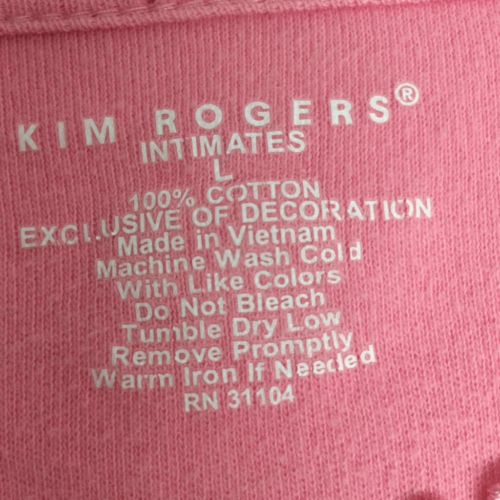 KIM ROGERS®
INTIMATES
L
100% COTTON
EXCLUSIVE OF DECORATION
Made in Vietnam
Machine Wash Cold
With Like Colors
Do Not Bleach
Tumble Dry Low
Remove Promptly
Warm Iron If Needed
RN 31104